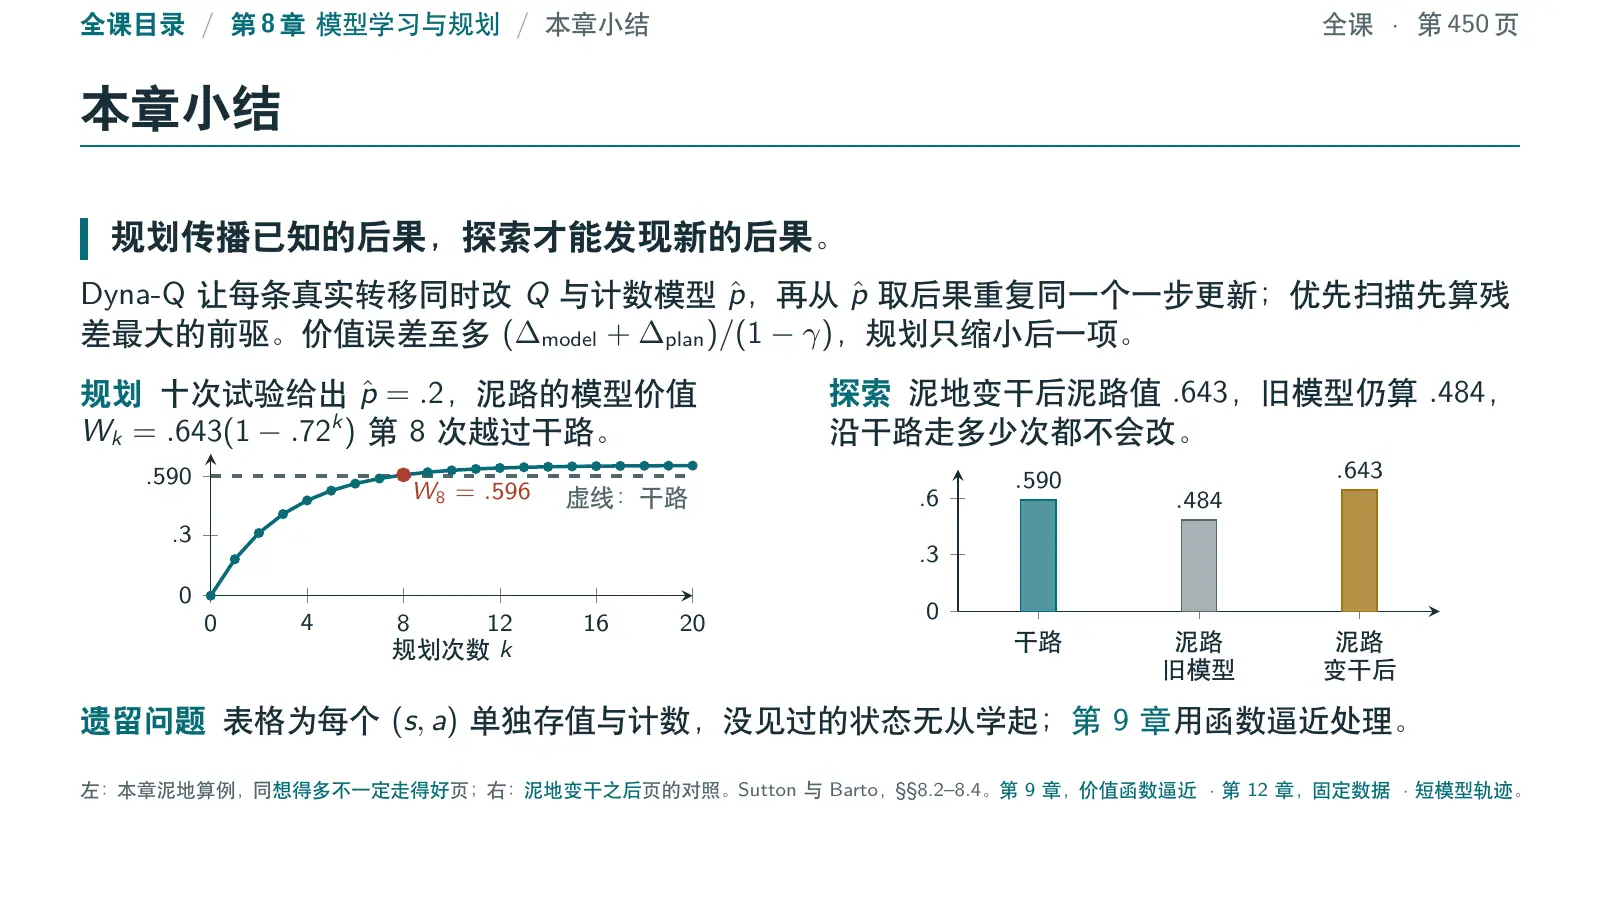 全课目录 / 第 8 章 模型学习与规划 / 本章小结
全课 · 第 450 页
本章小结
规划传播已知的后果，探索才能发现新的后果。
Dyna-Q 让每条真实转移同时改 Q 与计数模型 p̂，再从 p̂ 取后果重复同一个一步更新；优先扫描先算残
差最大的前驱。价值误差至多 (Δ_model + Δ_plan)/(1 − γ)，规划只缩小后一项。
规划 十次试验给出 p̂ = .2，泥路的模型价值
W_k = .643(1 − .72^k) 第 8 次越过干路。
.590
.3
0
W_8 = .596
虚线：干路
0 4 8 12 16 20
规划次数 k
探索 泥地变干后泥路值 .643，旧模型仍算 .484，
沿干路走多少次都不会改。
.6
.3
0
.590
.484
.643
干路
泥路
旧模型
泥路
变干后
遗留问题 表格为每个 (s, a) 单独存值与计数，没见过的状态无从学起；第 9 章用函数逼近处理。
左：本章泥地算例，同想得多不一定走得好页；右：泥地变干之后页的对照。Sutton 与 Barto，§§8.2–8.4。第 9 章，价值函数逼近 · 第 12 章，固定数据 · 短模型轨迹。